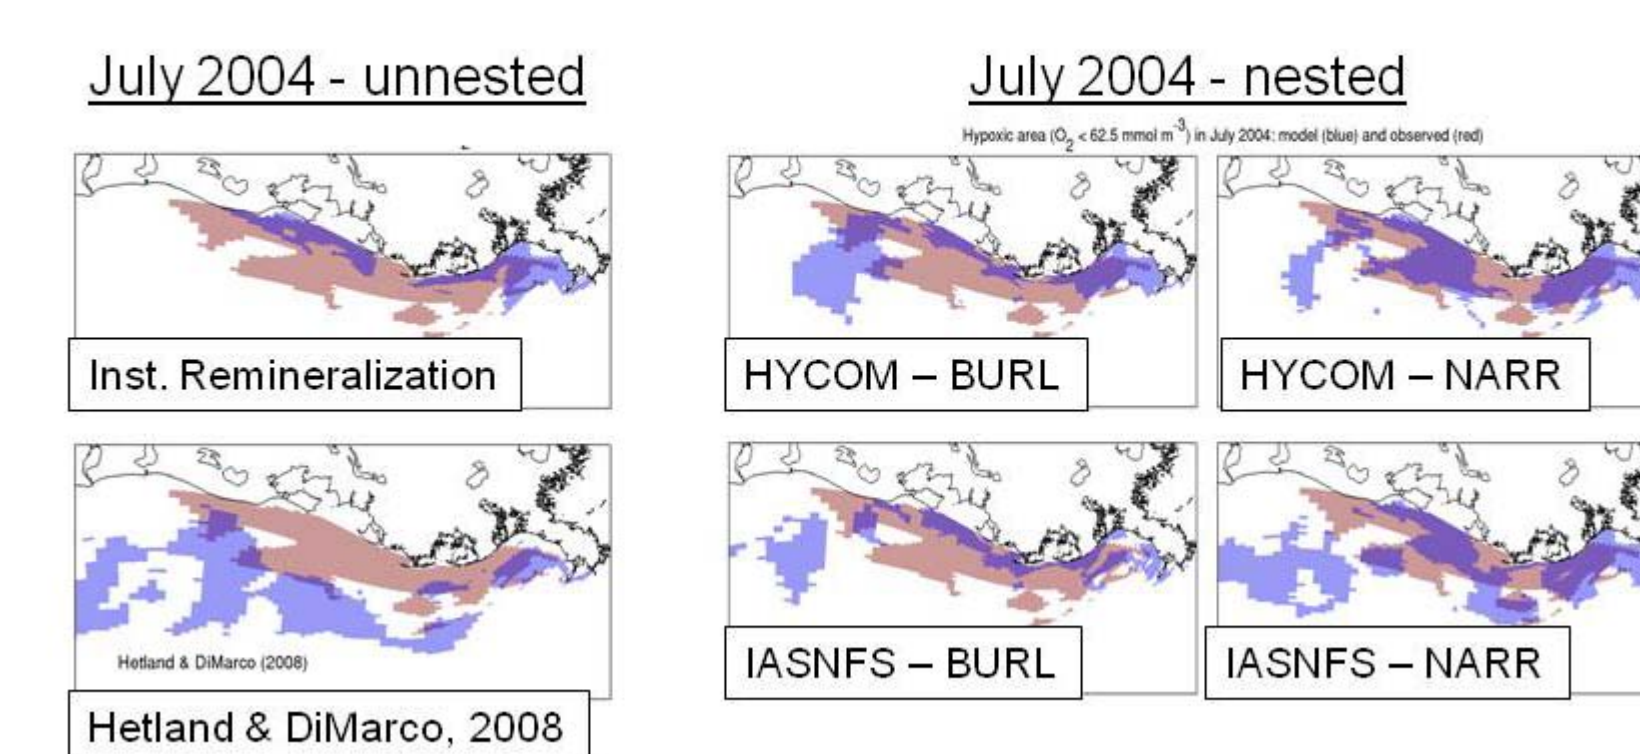 July 2004 - unnested
July 2004 - nested
Hypoxic area (O2 < 62.5 mmol m-3) in July 2004: model (blue) and observed (red)
Inst. Remineralization
HYCOM – BURL
HYCOM – NARR
Hetland & DiMarco (2008)
Hetland & DiMarco, 2008
IASNFS – BURL
IASNFS – NARR